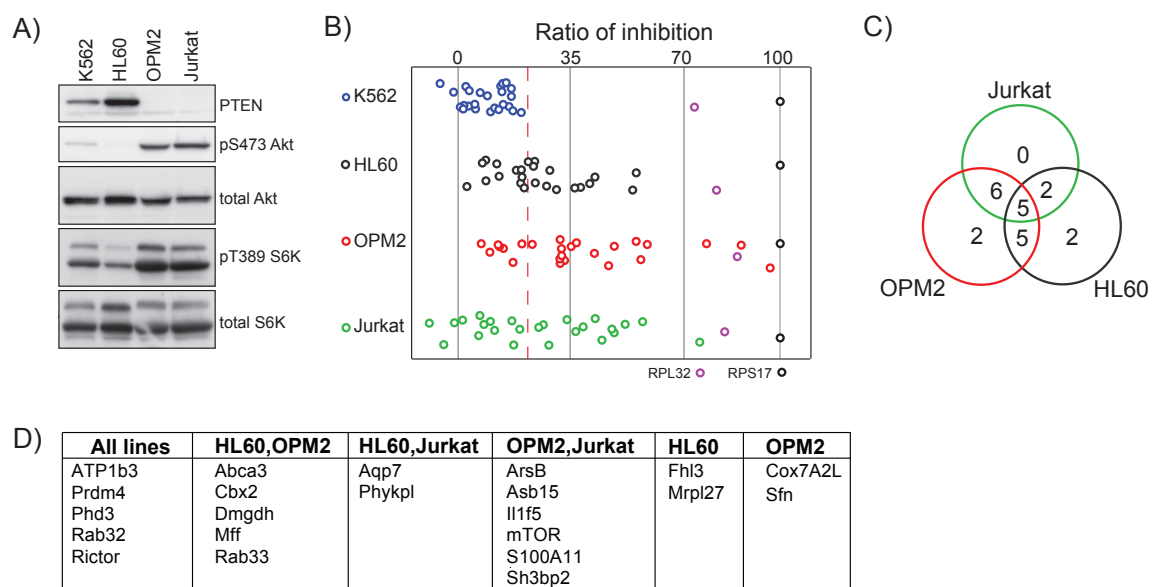 A)
K562 HL60 OPM2 Jurkat
PTEN
pS473 Akt
total Akt
pT389 S6K
total S6K
B)
Ratio of inhibition
0 35 70 100
K562
HL60
OPM2
Jurkat
RPL32 RPS17
C)
Jurkat
0
6 2
5
2 5 2
OPM2
HL60
D)
All lines HL60,OPM2 HL60,Jurkat OPM2,Jurkat HL60 OPM2
ATP1b3 Abca3 Aqp7 ArsB Fhl3 Cox7A2L
Prdm4 Cbx2 Phykpl Asb15 Mrpl27 Sfn
Phd3 Dmgdh Il1f5
Rab32 Mff mTOR
Rictor Rab33 S100A11
Sh3bp2